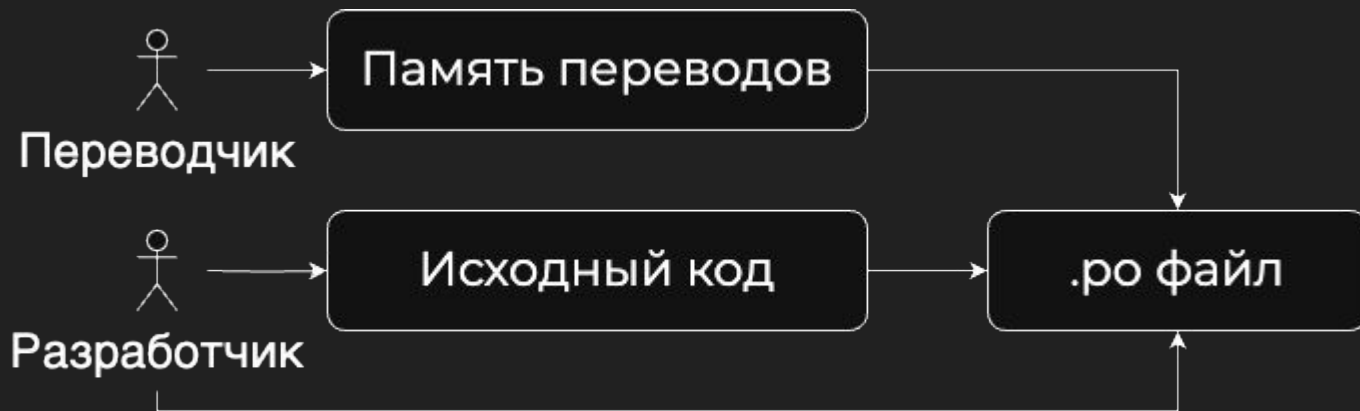 Память переводов
Переводчик
Исходный код
.po файл
Разработчик